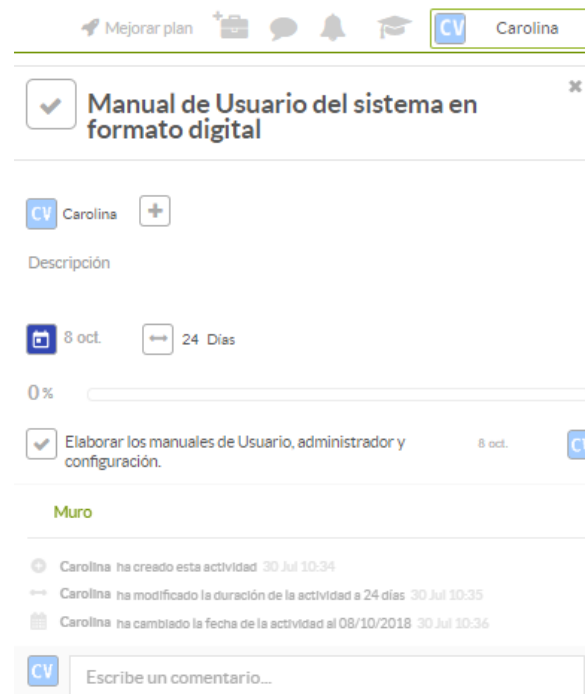 Mejorar plan CV Carolina
Manual de Usuario del sistema en
formato digital
CV Carolina
Descripción
8 oct. 24 Días
0 %
Elaborar los manuales de Usuario, administrador y
configuración.
8 oct. CV
Muro
Carolina ha creado esta actividad 30 Jul 10:34
Carolina ha modificado la duración de la actividad a 24 días 30 Jul 10:35
Carolina ha cambiado la fecha de la actividad al 08/10/2018 30 Jul 10:36
CV Escribe un comentario...